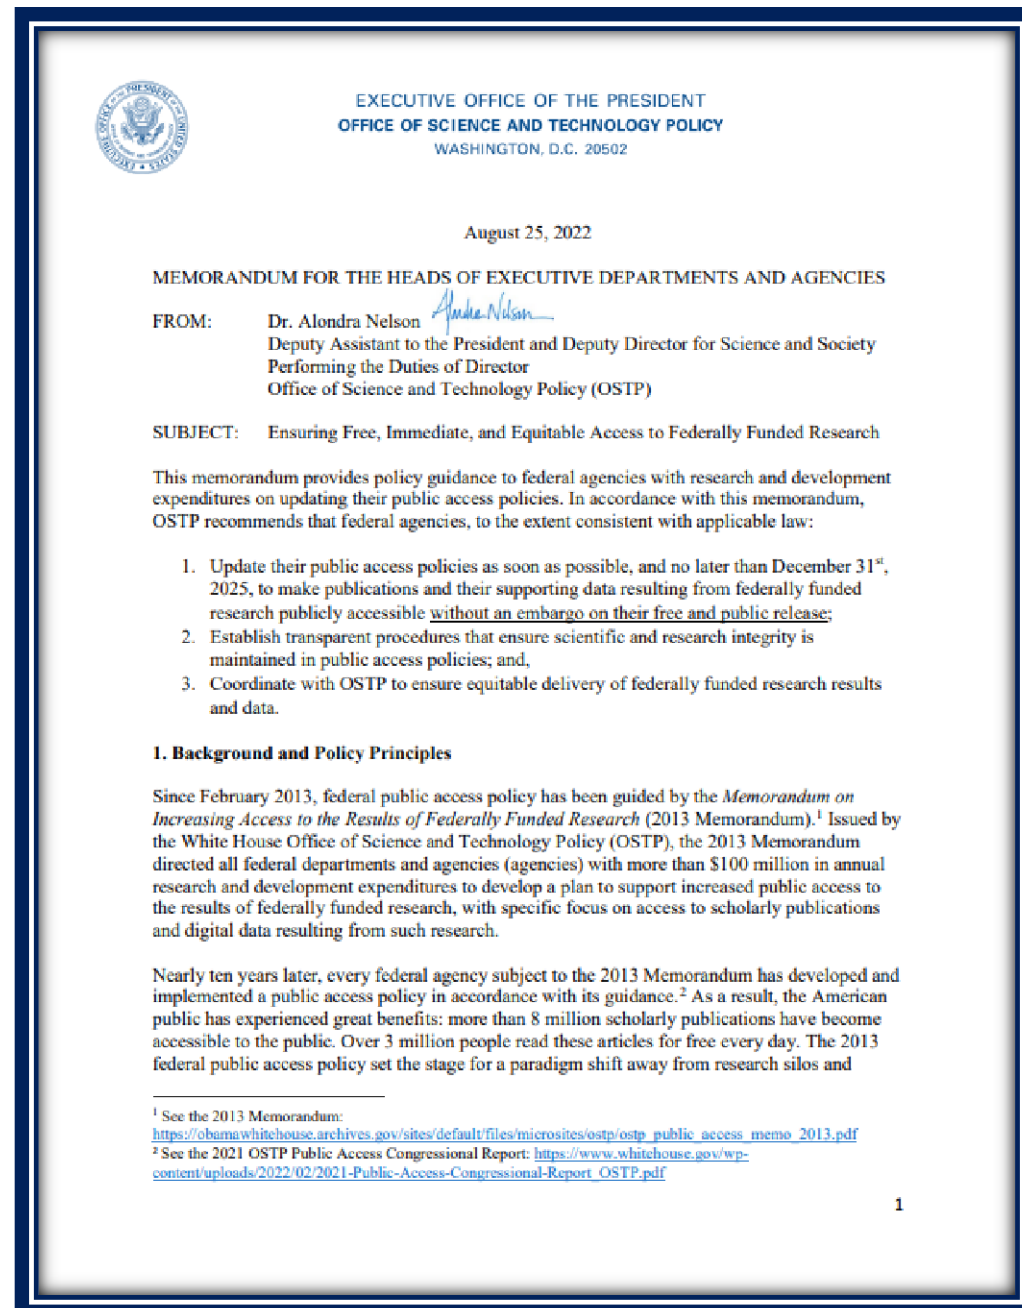 EXECUTIVE OFFICE OF THE PRESIDENT
OFFICE OF SCIENCE AND TECHNOLOGY POLICY
WASHINGTON, D.C. 20502
August 25, 2022
MEMORANDUM FOR THE HEADS OF EXECUTIVE DEPARTMENTS AND AGENCIES
FROM: Dr. Alondra Nelson Alondra Nelson
Deputy Assistant to the President and Deputy Director for Science and Society
Performing the Duties of Director
Office of Science and Technology Policy (OSTP)
SUBJECT: Ensuring Free, Immediate, and Equitable Access to Federally Funded Research
This memorandum provides policy guidance to federal agencies with research and development
expenditures on updating their public access policies. In accordance with this memorandum,
OSTP recommends that federal agencies, to the extent consistent with applicable law:
1. Update their public access policies as soon as possible, and no later than December 31st,
2025, to make publications and their supporting data resulting from federally funded
research publicly accessible without an embargo on their free and public release;
2. Establish transparent procedures that ensure scientific and research integrity is
maintained in public access policies; and,
3. Coordinate with OSTP to ensure equitable delivery of federally funded research results
and data.
1. Background and Policy Principles
Since February 2013, federal public access policy has been guided by the Memorandum on
Increasing Access to the Results of Federally Funded Research (2013 Memorandum).1 Issued by
the White House Office of Science and Technology Policy (OSTP), the 2013 Memorandum
directed all federal departments and agencies (agencies) with more than $100 million in annual
research and development expenditures to develop a plan to support increased public access to
the results of federally funded research, with specific focus on access to scholarly publications
and digital data resulting from such research.
Nearly ten years later, every federal agency subject to the 2013 Memorandum has developed and
implemented a public access policy in accordance with its guidance.2 As a result, the American
public has experienced great benefits: more than 8 million scholarly publications have become
accessible to the public. Over 3 million people read these articles for free every day. The 2013
federal public access policy set the stage for a paradigm shift away from research silos and
1 See the 2013 Memorandum:
https://obamawhitehouse.archives.gov/sites/default/files/microsites/ostp/ostp_public_access_memo_2013.pdf
2 See the 2021 OSTP Public Access Congressional Report: https://www.whitehouse.gov/wp-
content/uploads/2022/02/2021-Public-Access-Congressional-Report_OSTP.pdf
1